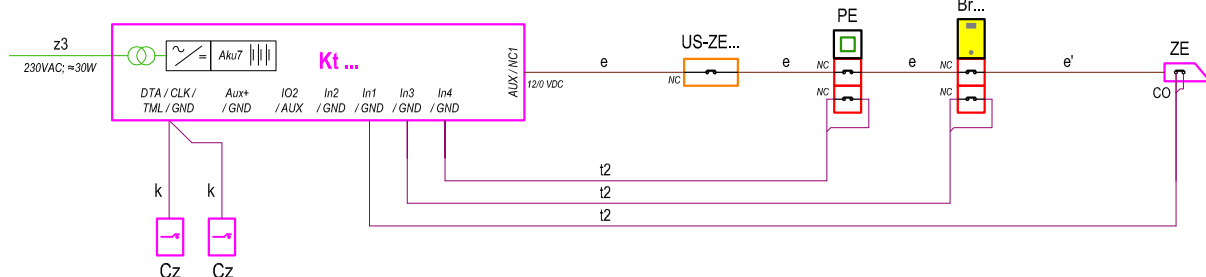 z3
230VAC; ≈30W
Aku7
Kt ...
DTA / CLK /
TML / GND
Aux+
/ GND
IO2
/ AUX
In2
/ GND
In1
/ GND
In3
/ GND
In4
/ GND
AUX / NC1
12/0 VDC
e
US-ZE...
NC
e
PE
NC
NC
e
Br...
NC
NC
e'
ZE
CO
t2
t2
t2
k
k
Cz
Cz